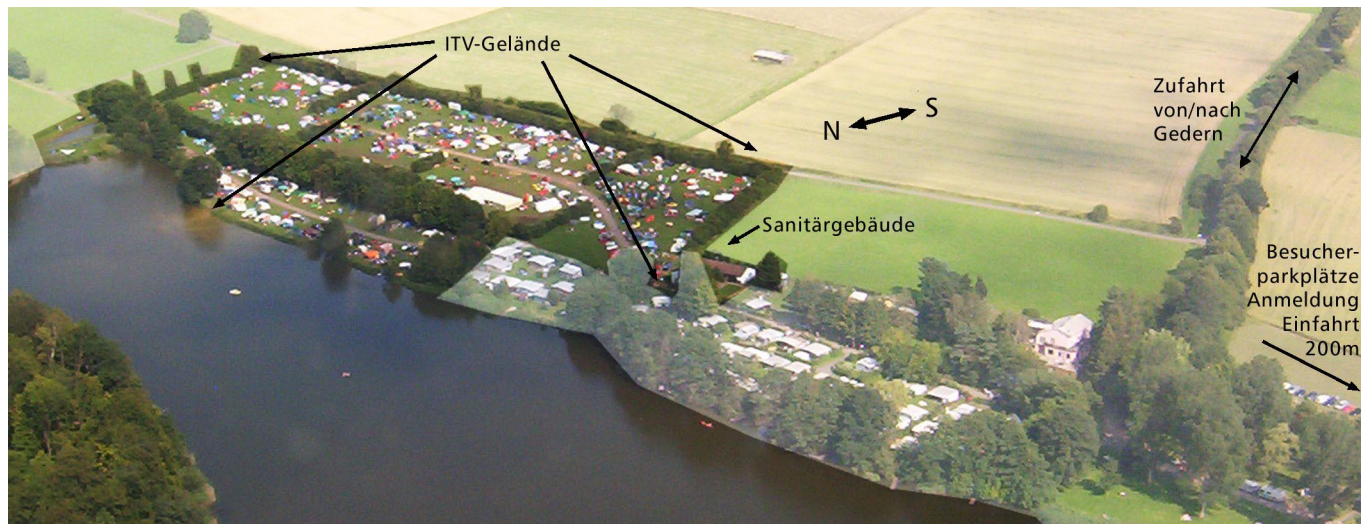 ITV-Gelände
N
S
Zufahrt
von/nach
Gedern
Sanitärgebäude
Besucher-
parkplätze
Anmeldung
Einfahrt
200m